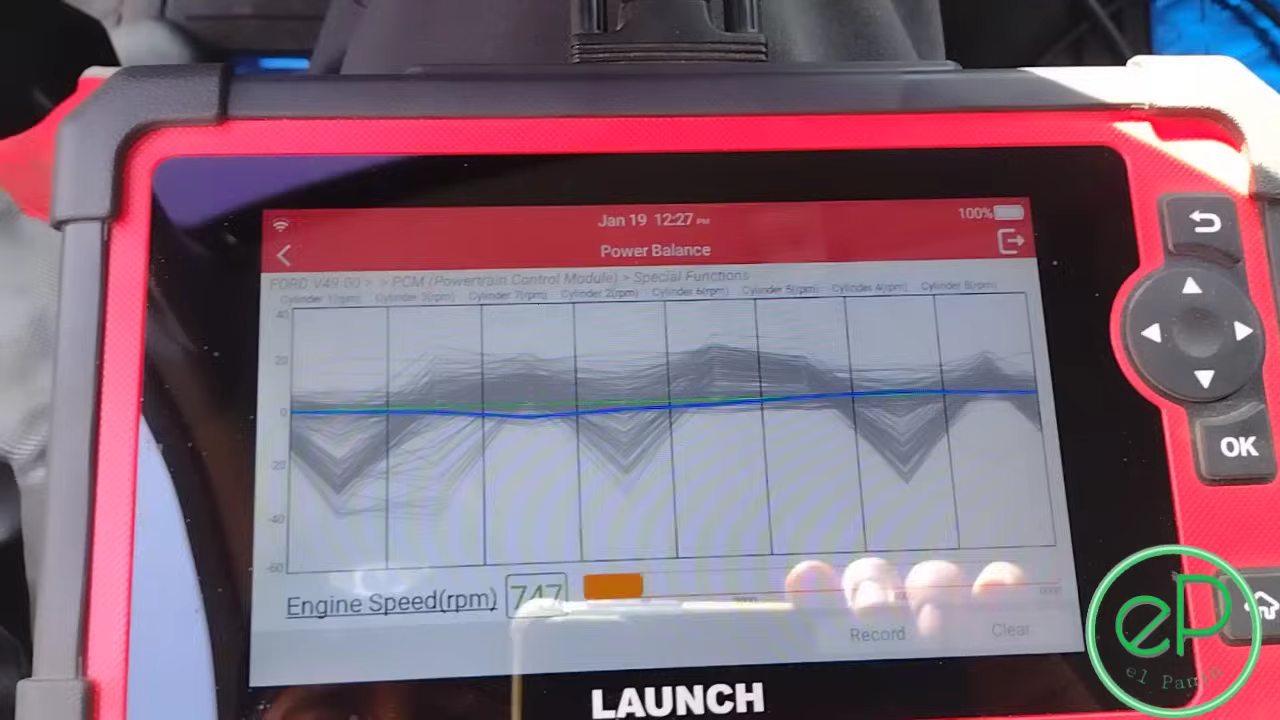 Jan 19 12:27 PM
100%
Power Balance
FORD V49.00 > > PCM (Powertrain Control Module) > Special Functions
Cylinder 1(rpm) Cylinder 3(rpm) Cylinder 7(rpm) Cylinder 2(rpm) Cylinder 6(rpm) Cylinder 5(rpm) Cylinder 4(rpm) Cylinder 8(rpm)
40
20
0
-20
-40
-60
Engine Speed(rpm) 747
Record Clear
OK
LAUNCH
eP
el Panin